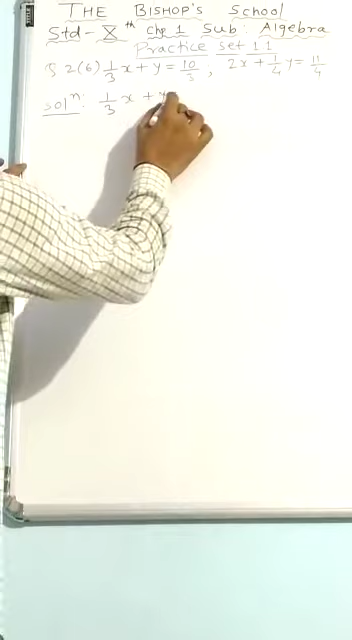 THE BISHOP'S School
Std - X th chp 1 Sub: Algebra
Practice set 1.1
Q 2 (6) 1/3 x + y = 10/3 , 2x + 1/4 y = 11/4
solⁿ: 1/3 x + y